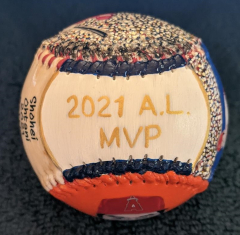 Shohei
Ohtani
2021 A.L.
MVP